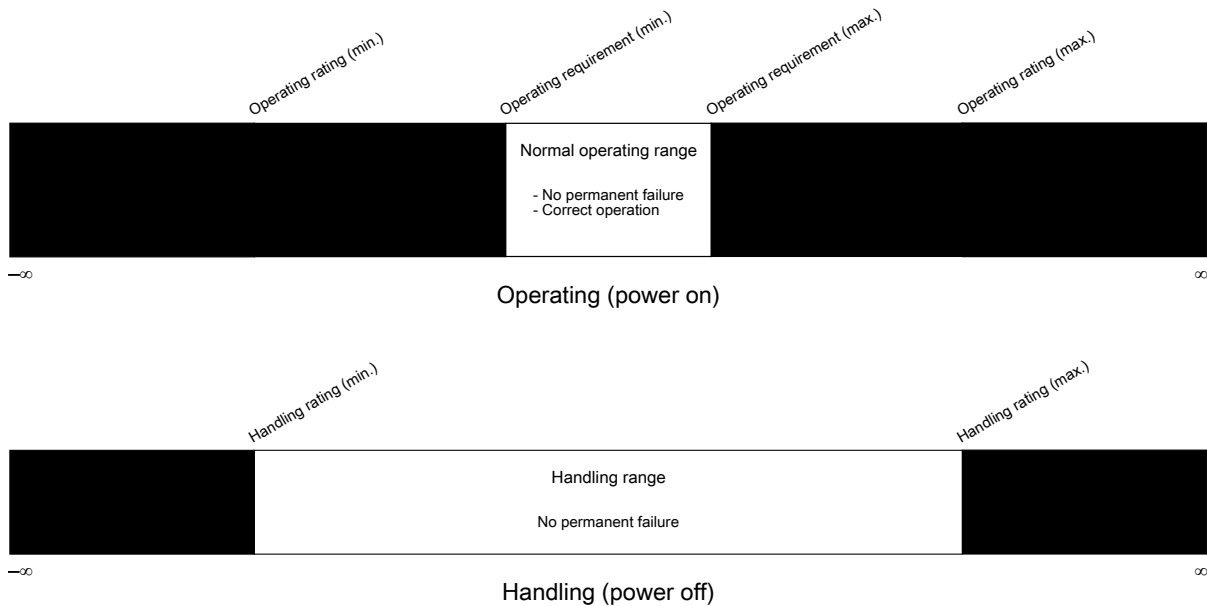 Operating rating (min.)
Operating requirement (min.)
Operating requirement (max.)
Operating rating (max.)
Normal operating range
- No permanent failure
- Correct operation
–∞
∞
Operating (power on)
Handling rating (min.)
Handling rating (max.)
Handling range
No permanent failure
–∞
∞
Handling (power off)